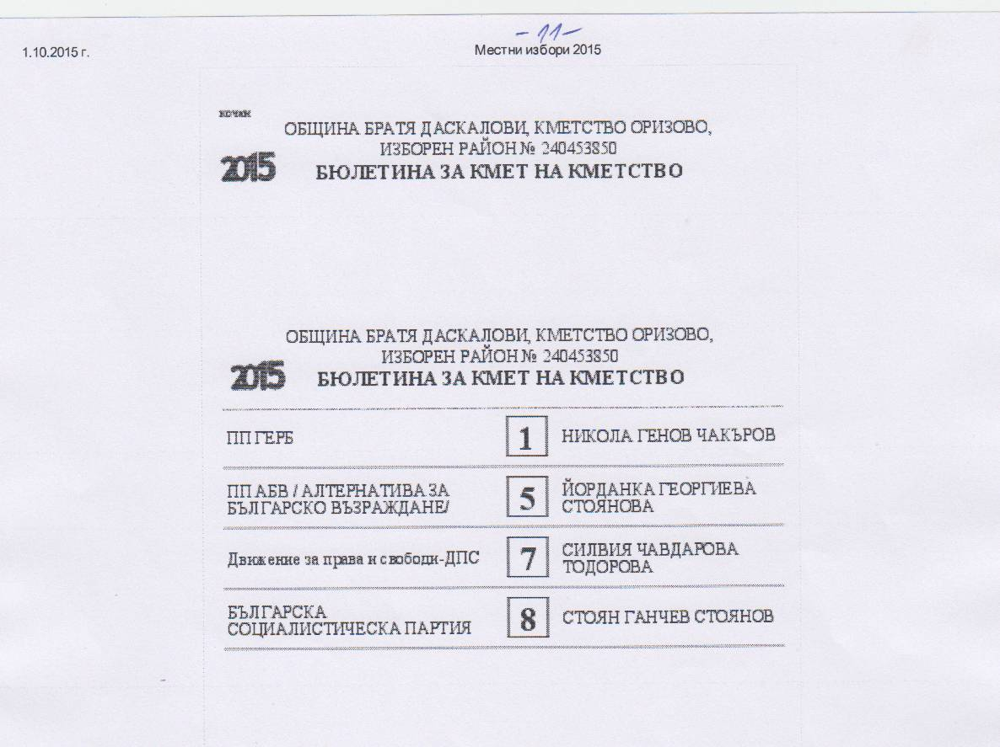 - 11 -
1.10.2015 г.
Местни избори 2015
кочан
ОБЩИНА БРАТЯ ДАСКАЛОВИ, КМЕТСТВО ОРИЗОВО,
ИЗБОРЕН РАЙОН № 240453850
2015 БЮЛЕТИНА ЗА КМЕТ НА КМЕТСТВО
ОБЩИНА БРАТЯ ДАСКАЛОВИ, КМЕТСТВО ОРИЗОВО,
ИЗБОРЕН РАЙОН № 240453850
2015 БЮЛЕТИНА ЗА КМЕТ НА КМЕТСТВО
ПП ГЕРБ 1 НИКОЛА ГЕНОВ ЧАКЪРОВ
ПП АБВ / АЛТЕРНАТИВА ЗА
БЪЛГАРСКО ВЪЗРАЖДАНЕ/
5
ЙОРДАНКА ГЕОРГИЕВА
СТОЯНОВА
Движение за права и свободи-ДПС
7
СИЛВИЯ ЧАВДАРОВА
ТОДОРОВА
БЪЛГАРСКА
СОЦИАЛИСТИЧЕСКА ПАРТИЯ
8
СТОЯН ГАНЧЕВ СТОЯНОВ